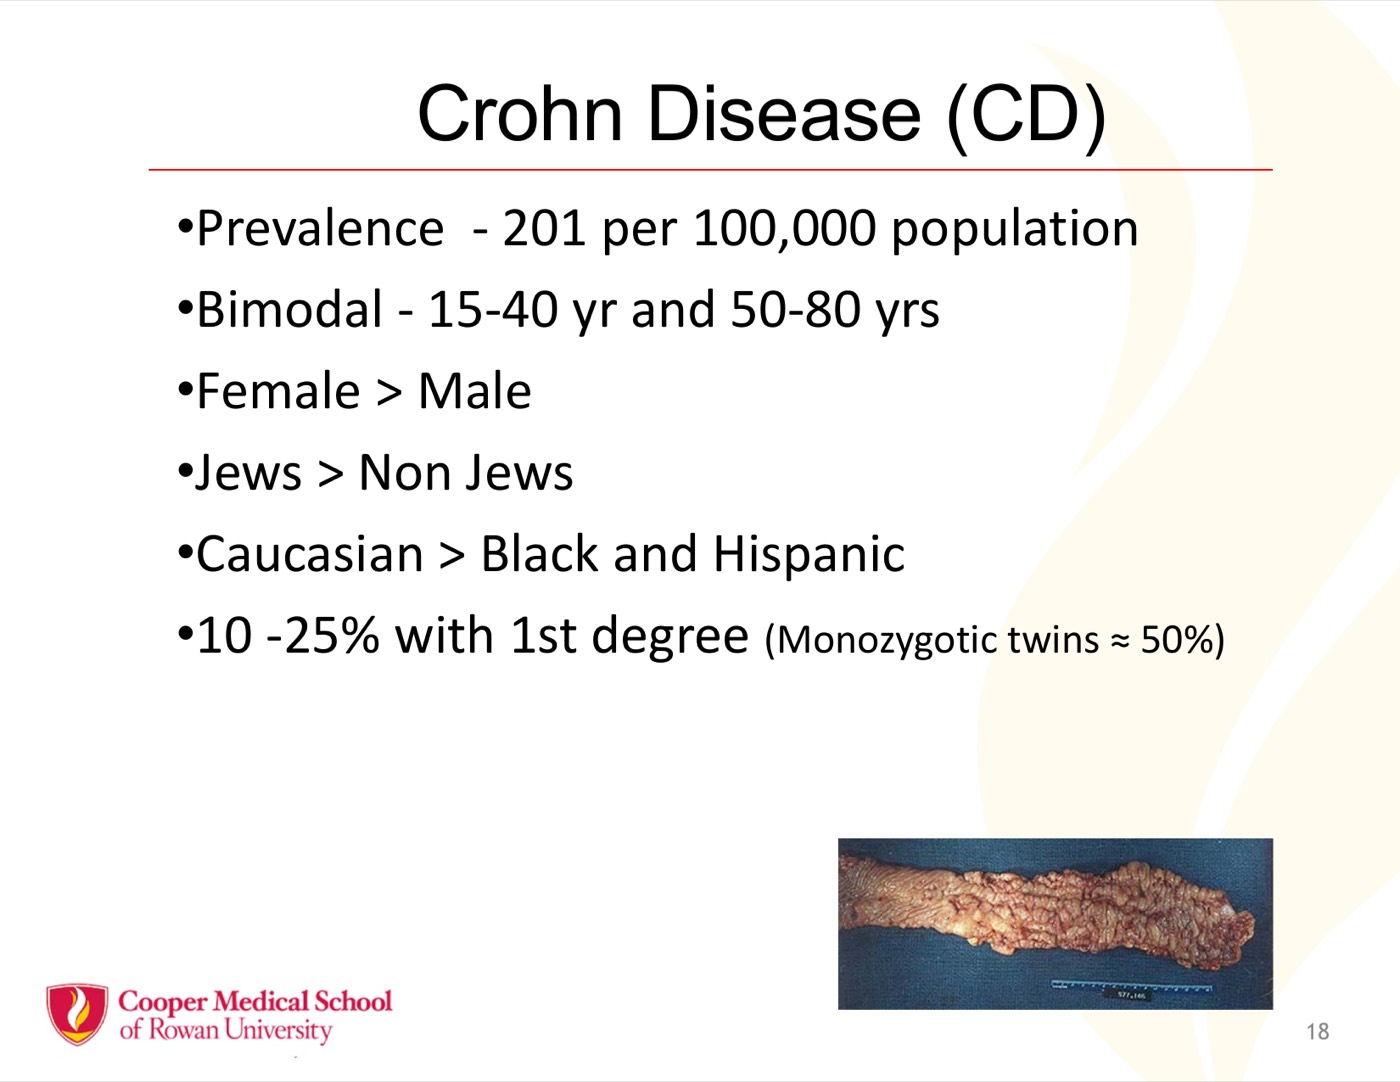 Crohn Disease (CD)
•Prevalence  - 201 per 100,000 population
•Bimodal - 15-40 yr and 50-80 yrs
•Female > Male
•Jews > Non Jews
•Caucasian > Black and Hispanic
•10 -25% with 1st degree (Monozygotic twins ≈ 50%)
Cooper Medical School
of Rowan University
18